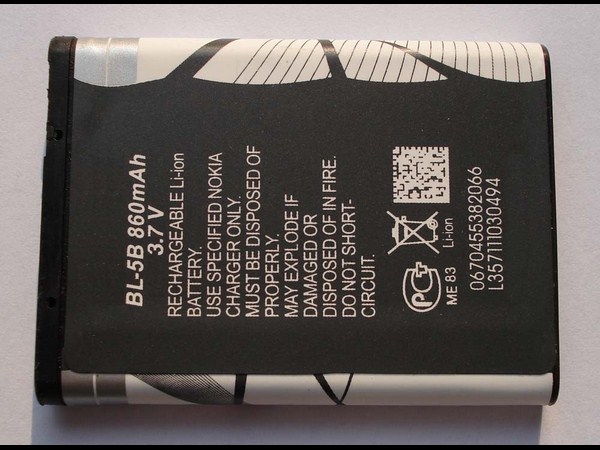 BL-5B 860mAh
3.7 V
RECHARGEABLE Li-ion
BATTERY.
USE SPECIFIED NOKIA
CHARGER ONLY.
MUST BE DISPOSED OF
PROPERLY.
MAY EXPLODE IF
DAMAGED OR
DISPOSED OF IN FIRE.
DO NOT SHORT-
CIRCUIT.
РСТ
ME 83
Li-ion
0670455382066
L357111030494